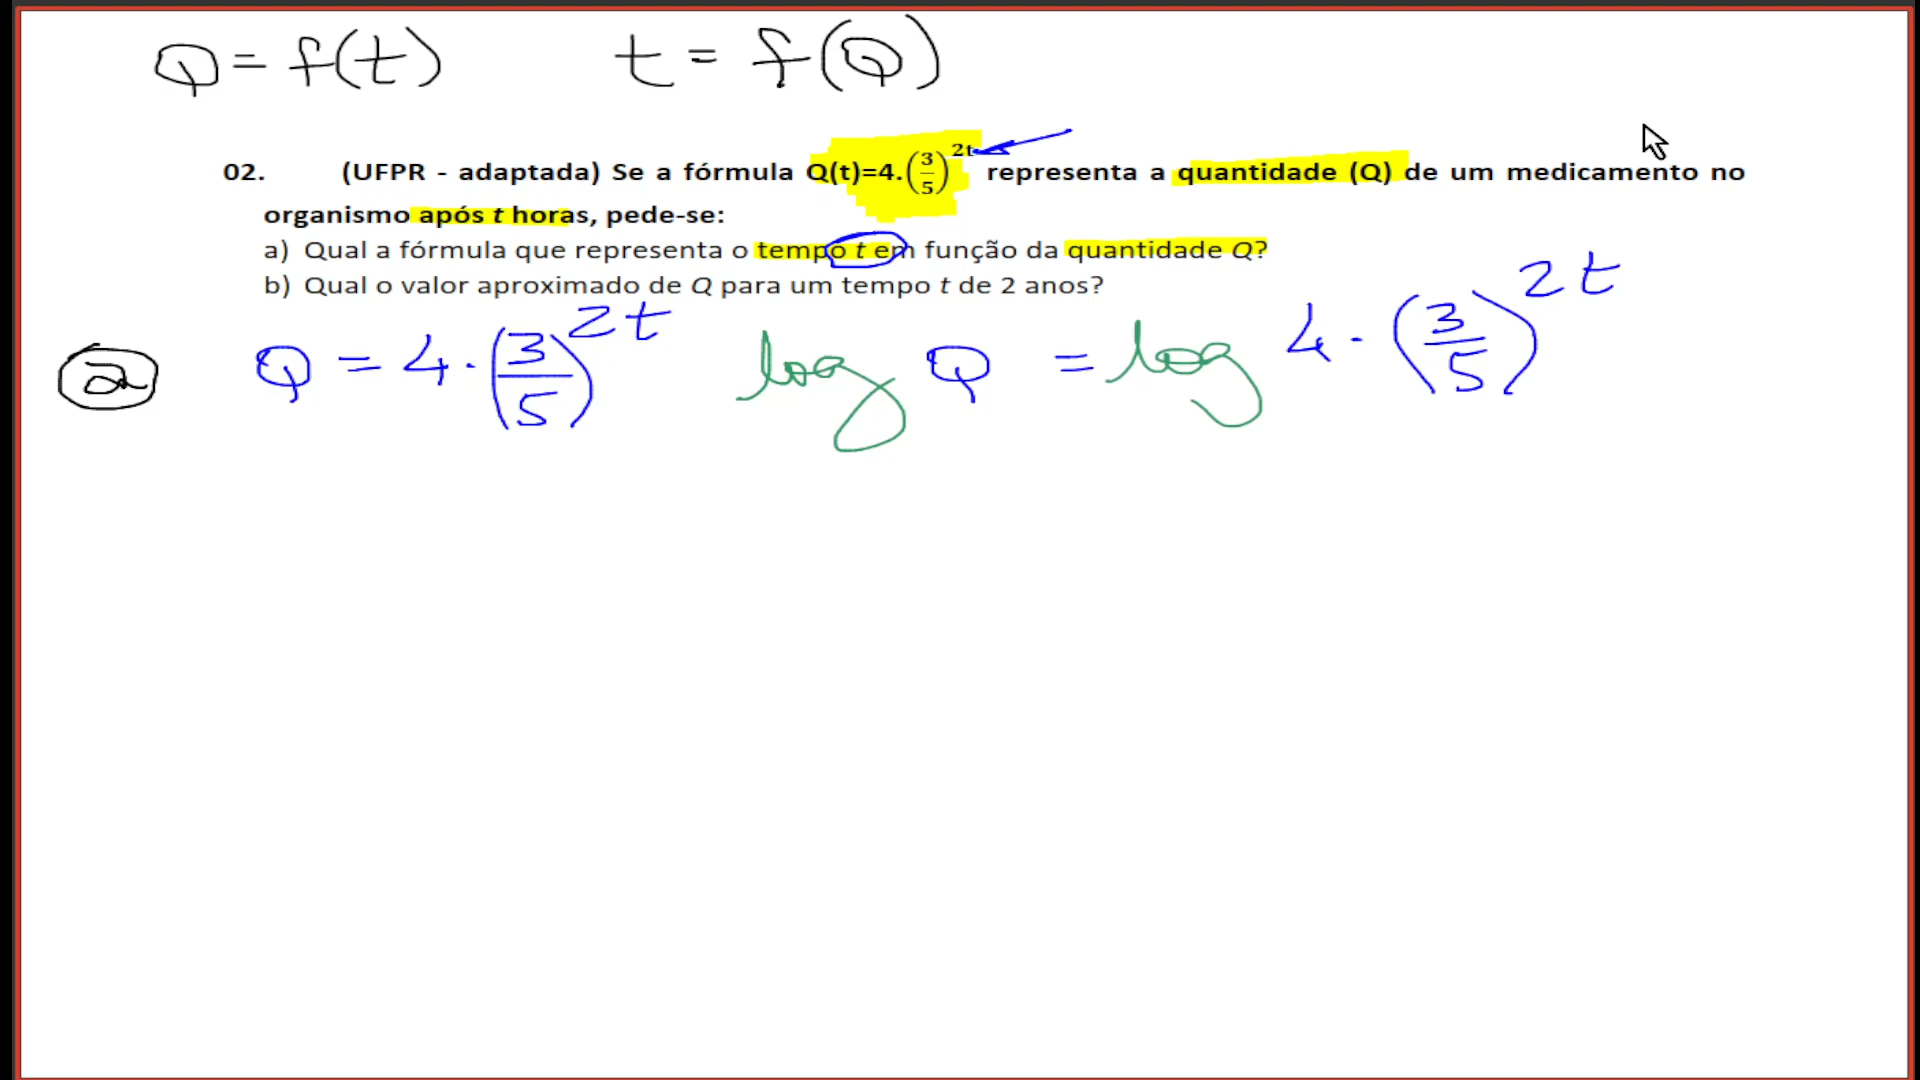 Q = f(t) t = f(Q)
02. (UFPR - adaptada) Se a fórmula Q(t)=4.(3/5)^2t representa a quantidade (Q) de um medicamento no
organismo após t horas, pede-se:
a) Qual a fórmula que representa o tempo t em função da quantidade Q?
b) Qual o valor aproximado de Q para um tempo t de 2 anos?
a Q = 4 · (3/5)^2t log Q = log 4 · (3/5)^2t